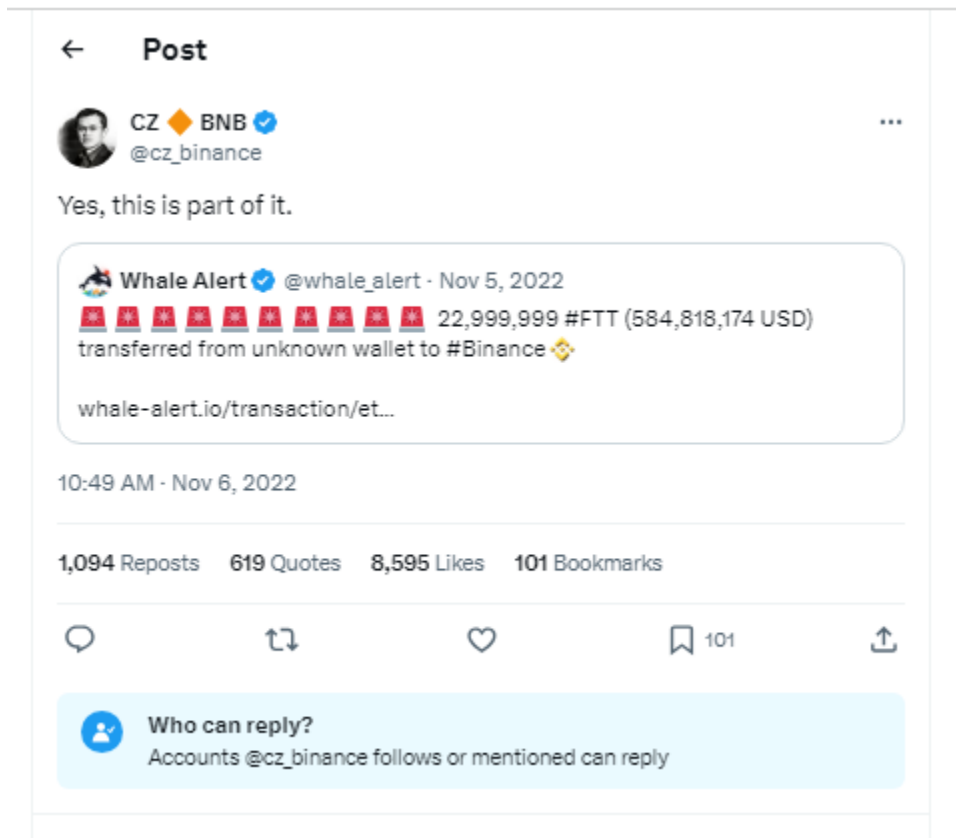 Post
CZ 🔶 BNB
@cz_binance
Yes, this is part of it.
Whale Alert @whale_alert · Nov 5, 2022
🚨 🚨 🚨 🚨 🚨 🚨 🚨 🚨 🚨 🚨 22,999,999 #FTT (584,818,174 USD)
transferred from unknown wallet to #Binance
whale-alert.io/transaction/et...
10:49 AM · Nov 6, 2022
1,094 Reposts 619 Quotes 8,595 Likes 101 Bookmarks
101
Who can reply?
Accounts @cz_binance follows or mentioned can reply